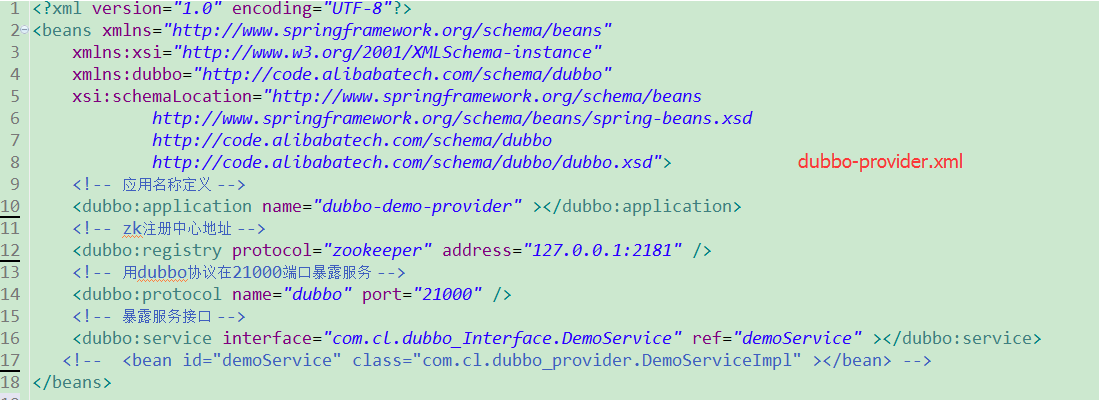 1 <?xml version="1.0" encoding="UTF-8"?>
2 <beans xmlns="http://www.springframework.org/schema/beans"
3 xmlns:xsi="http://www.w3.org/2001/XMLSchema-instance"
4 xmlns:dubbo="http://code.alibabatech.com/schema/dubbo"
5 xsi:schemaLocation="http://www.springframework.org/schema/beans
6 http://www.springframework.org/schema/beans/spring-beans.xsd
7 http://code.alibabatech.com/schema/dubbo
8 http://code.alibabatech.com/schema/dubbo/dubbo.xsd"> dubbo-provider.xml
9 <!-- 应用名称定义 -->
10 <dubbo:application name="dubbo-demo-provider" ></dubbo:application>
11 <!-- zk注册中心地址 -->
12 <dubbo:registry protocol="zookeeper" address="127.0.0.1:2181" />
13 <!-- 用dubbo协议在21000端口暴露服务 -->
14 <dubbo:protocol name="dubbo" port="21000" />
15 <!-- 暴露服务接口 -->
16 <dubbo:service interface="com.cl.dubbo_Interface.DemoService" ref="demoService" ></dubbo:service>
17 <!--  <bean id="demoService" class="com.cl.dubbo_provider.DemoServiceImpl" ></bean> -->
18 </beans>